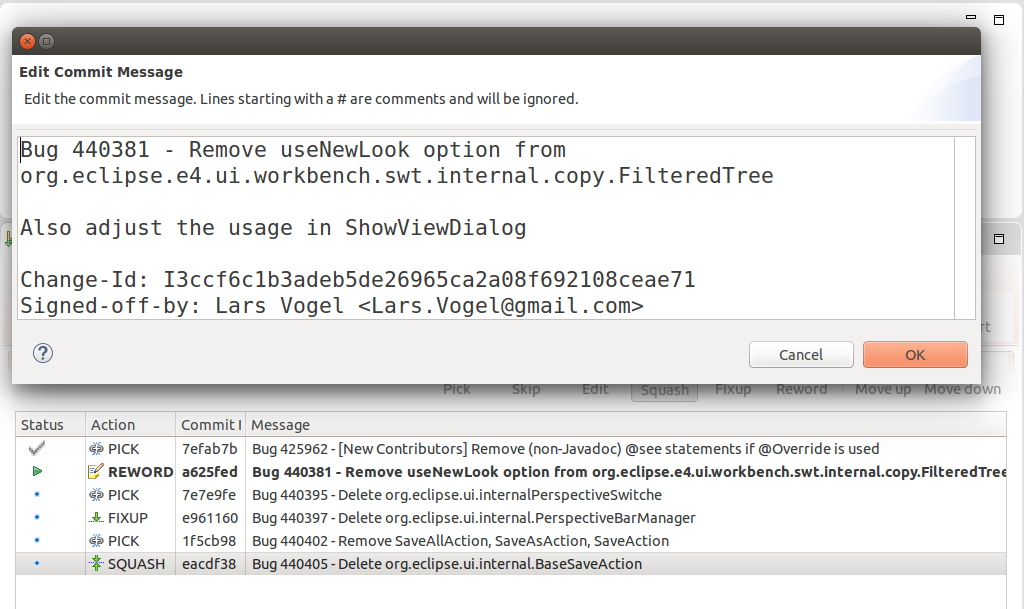 Edit Commit Message
Edit the commit message. Lines starting with a # are comments and will be ignored.
Bug 440381 - Remove useNewLook option from
org.eclipse.e4.ui.workbench.swt.internal.copy.FilteredTree
Also adjust the usage in ShowViewDialog
Change-Id: I3ccf6c1b3adeb5de26965ca2a08f692108ceae71
Signed-off-by: Lars Vogel <Lars.Vogel@gmail.com>
Cancel OK
Pick Skip Edit Squash Fixup Reword Move up Move down
Status Action Commit I Message
PICK 7efab7b Bug 425962 - [New Contributors] Remove (non-Javadoc) @see statements if @Override is used
REWORD a625fed Bug 440381 - Remove useNewLook option from org.eclipse.e4.ui.workbench.swt.internal.copy.FilteredTree
PICK 7e7e9fe Bug 440395 - Delete org.eclipse.ui.internalPerspectiveSwitche
FIXUP e961160 Bug 440397 - Delete org.eclipse.ui.internal.PerspectiveBarManager
PICK 1f5cb98 Bug 440402 - Remove SaveAllAction, SaveAsAction, SaveAction
SQUASH eacdf38 Bug 440405 - Delete org.eclipse.ui.internal.BaseSaveAction